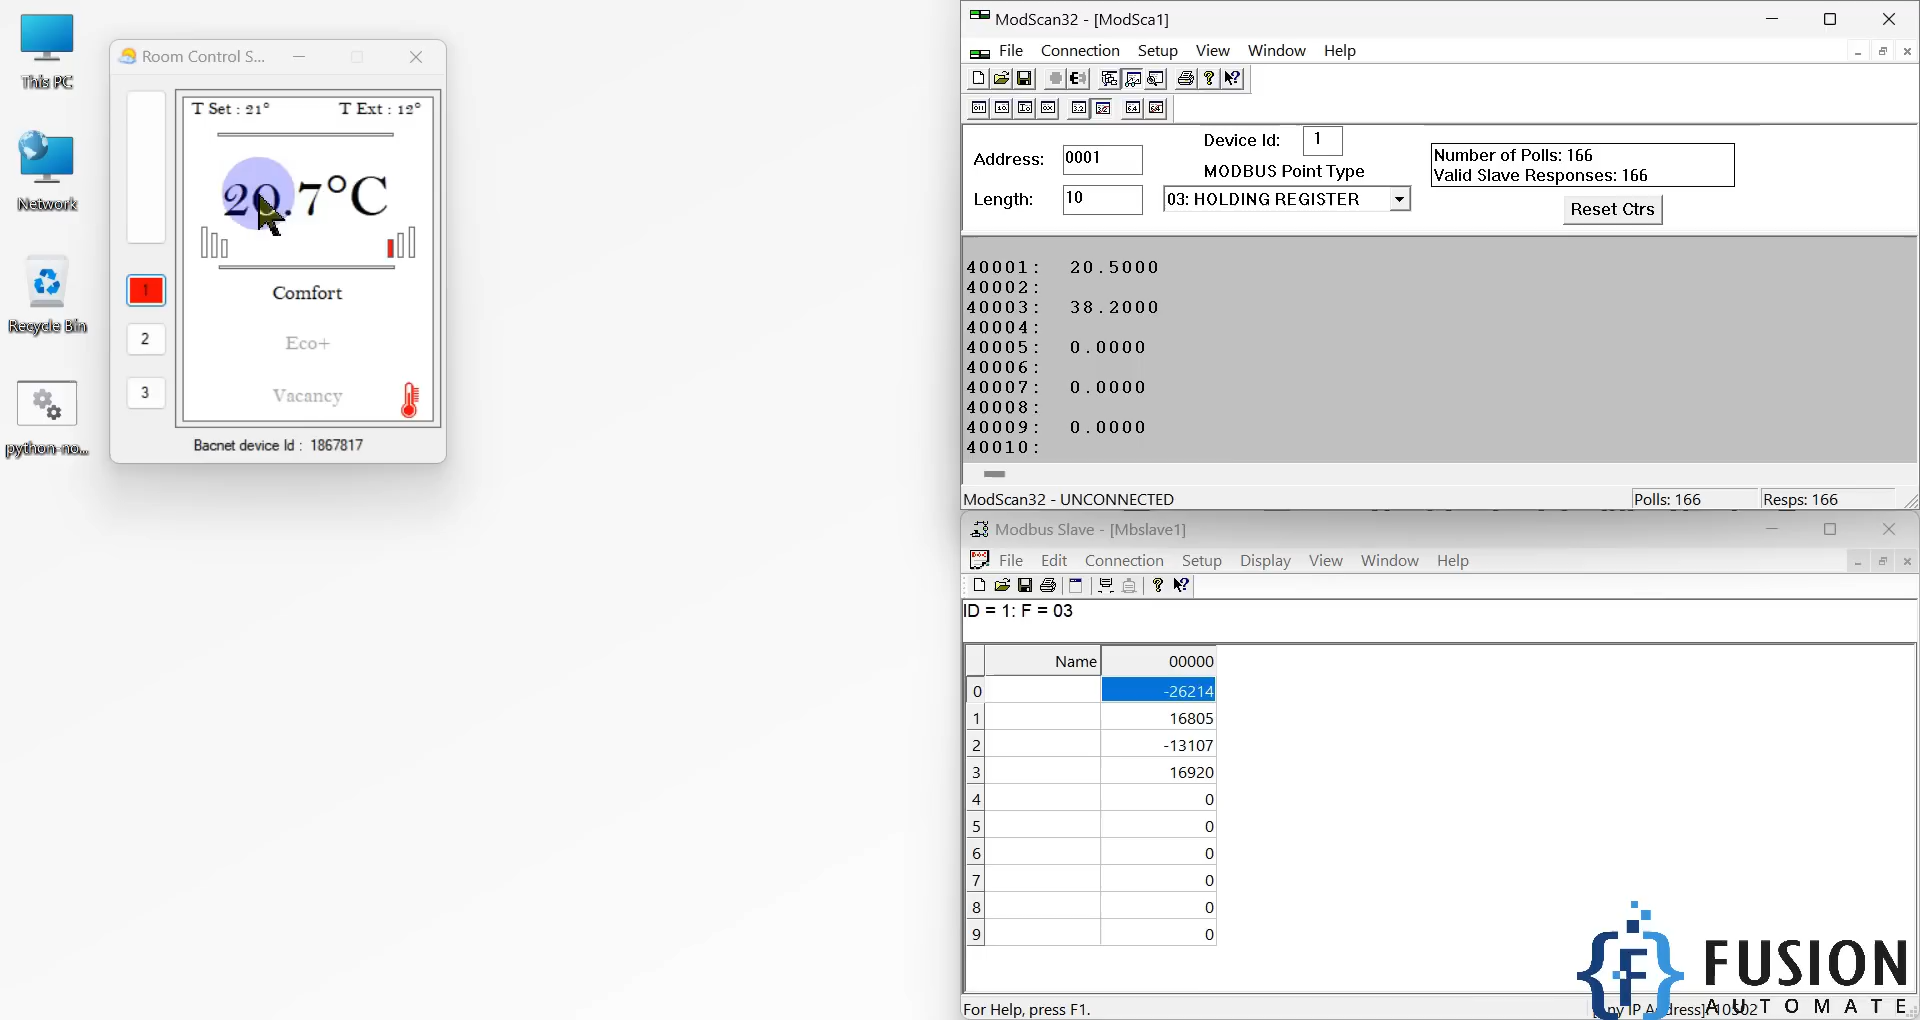 This PC
Network
Recycle Bin
python-no...
Room Control S...
T Set : 21°
T Ext : 12°
20.7°C
1
Comfort
2
Eco+
3
Vacancy
Bacnet device Id : 1867817
ModScan32 - [ModSca1]
File Connection Setup View Window Help
Device Id: 1
Address: 0001
MODBUS Point Type
Length: 10
03: HOLDING REGISTER
Number of Polls: 166
Valid Slave Responses: 166
Reset Ctrs
40001: 20.5000
40002:
40003: 38.2000
40004:
40005: 0.0000
40006:
40007: 0.0000
40008:
40009: 0.0000
40010:
ModScan32 - UNCONNECTED
Polls: 166
Resps: 166
Modbus Slave - [Mbslave1]
File Edit Connection Setup Display View Window Help
ID = 1: F = 03
Name 00000
0 -26214
1 16805
2 -13107
3 16920
4 0
5 0
6 0
7 0
8 0
9 0
For Help, press F1.
FUSION
AUTOMATE